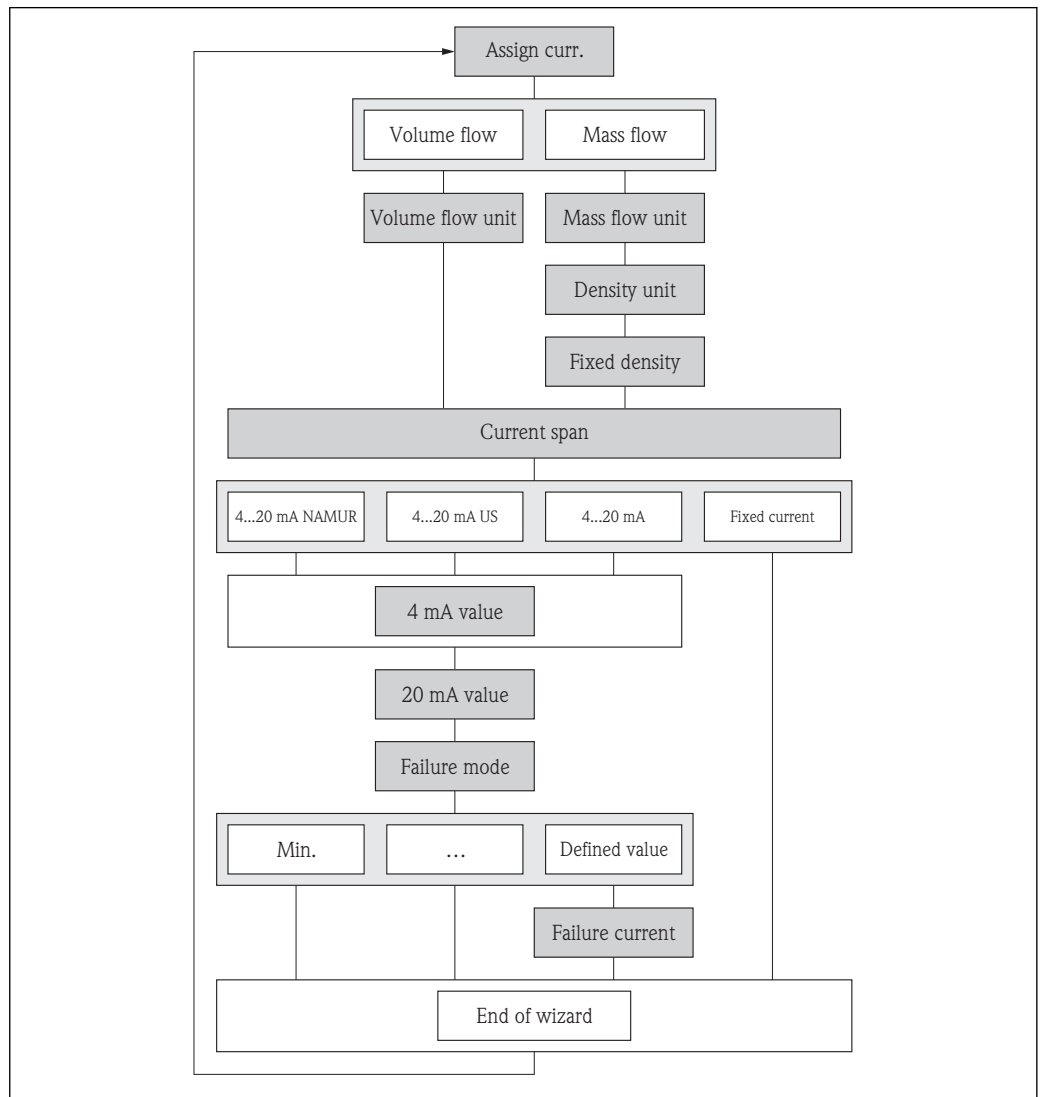 Assign curr.
Volume flow
Mass flow
Volume flow unit
Mass flow unit
Density unit
Fixed density
Current span
4...20 mA NAMUR
4...20 mA US
4...20 mA
Fixed current
4 mA value
20 mA value
Failure mode
Min.
...
Defined value
Failure current
End of wizard